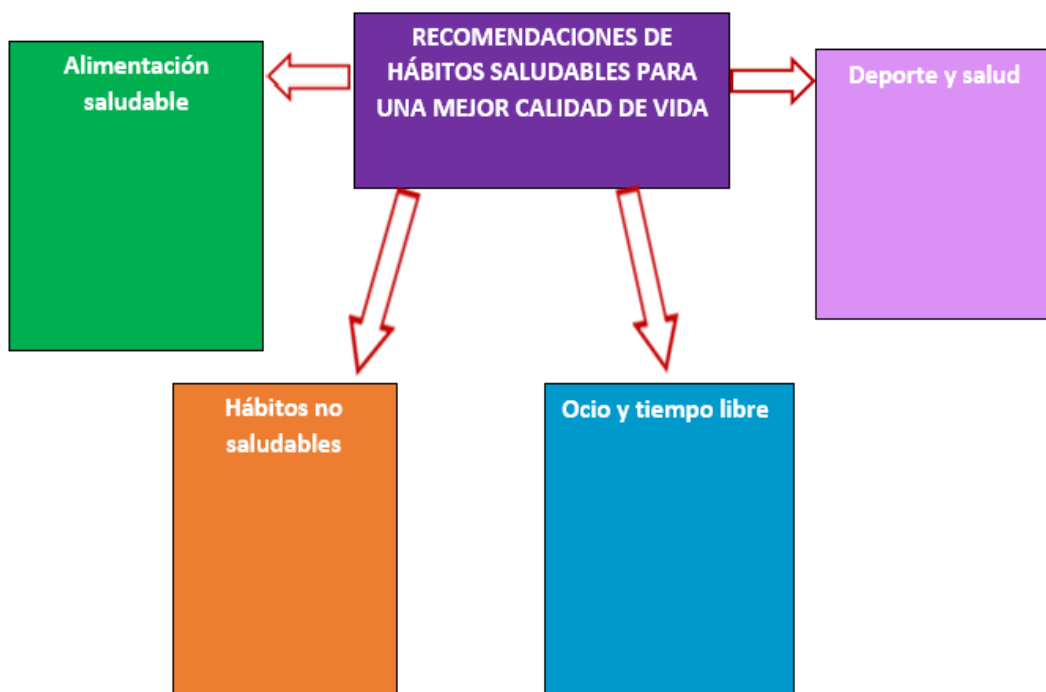 RECOMENDACIONES DE
HÁBITOS SALUDABLES PARA
UNA MEJOR CALIDAD DE VIDA
Alimentación
saludable
Deporte y salud
Hábitos no
saludables
Ocio y tiempo libre